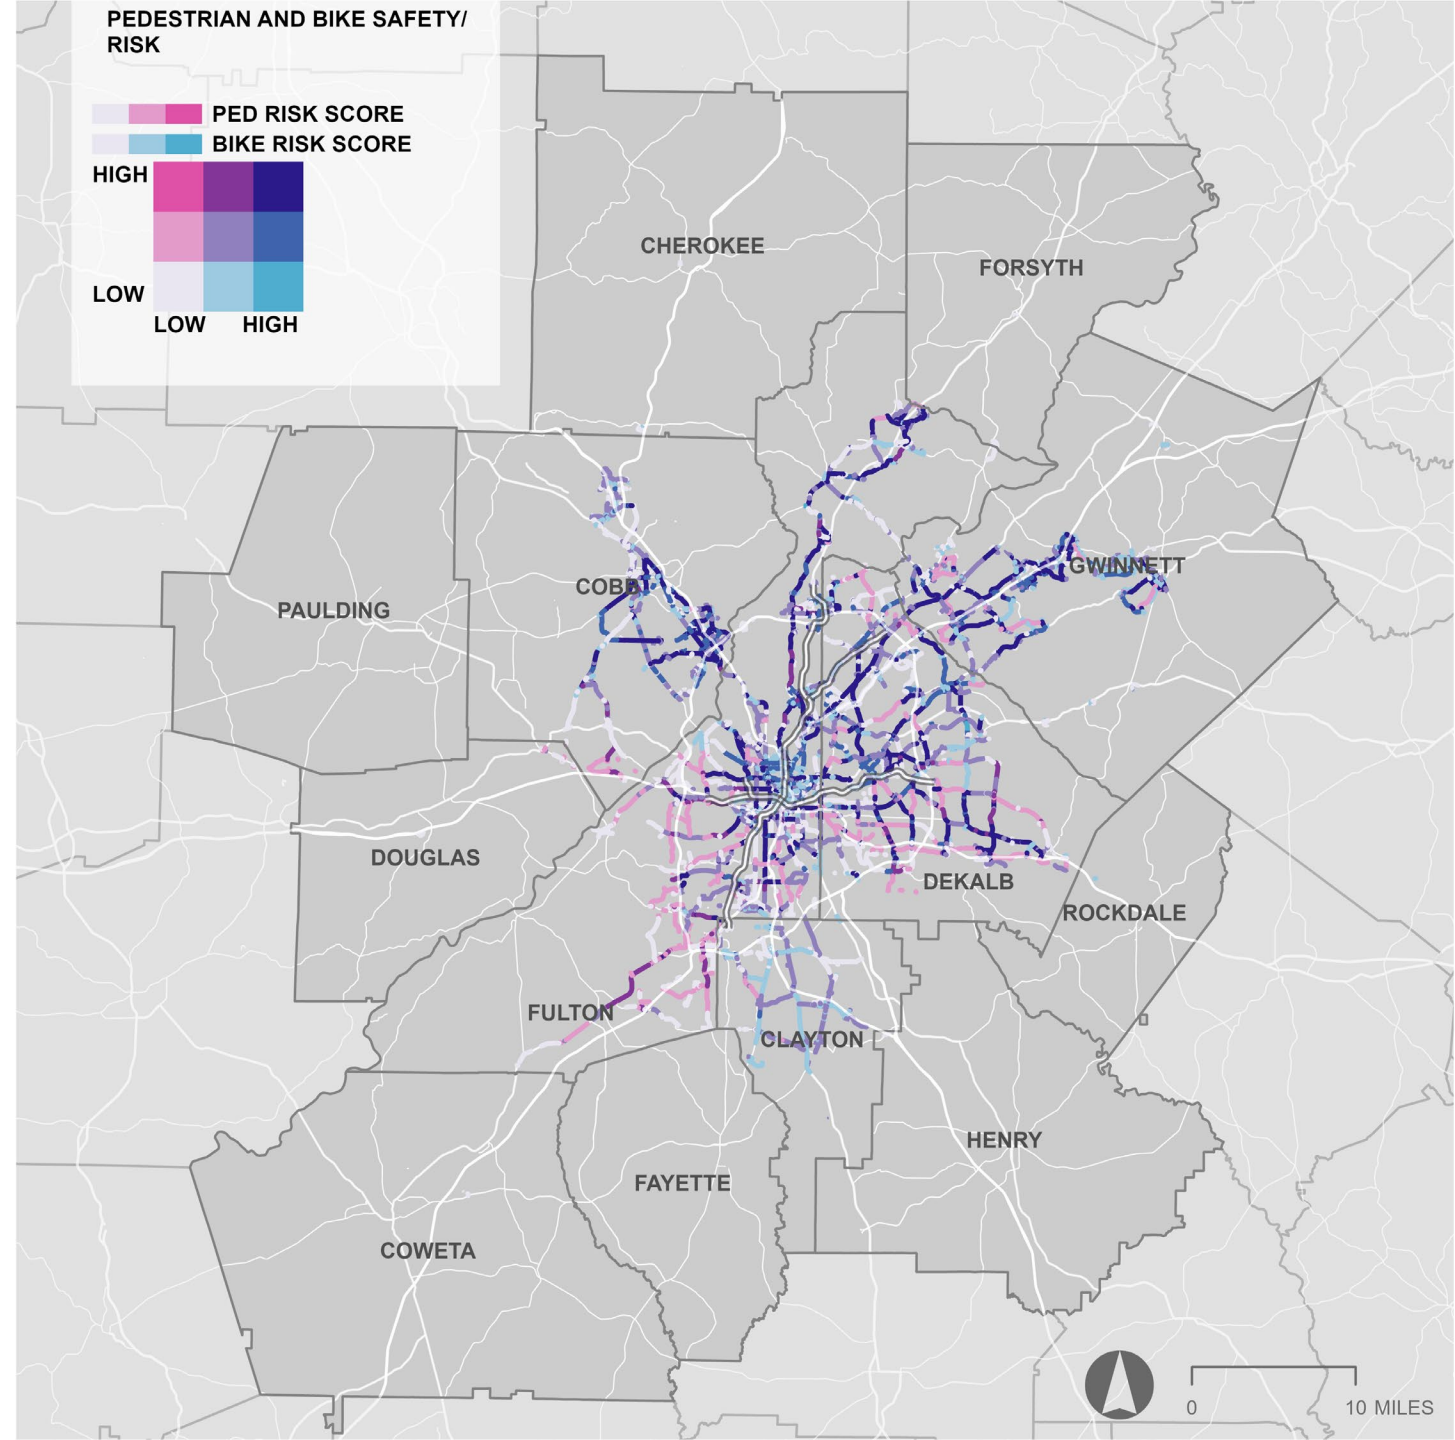 PEDESTRIAN AND BIKE SAFETY/
RISK
PED RISK SCORE
BIKE RISK SCORE
HIGH
LOW
LOW HIGH
CHEROKEE
FORSYTH
COBB
GWINNETT
PAULDING
DOUGLAS
DEKALB
ROCKDALE
FULTON
CLAYTON
HENRY
FAYETTE
COWETA
0 10 MILES